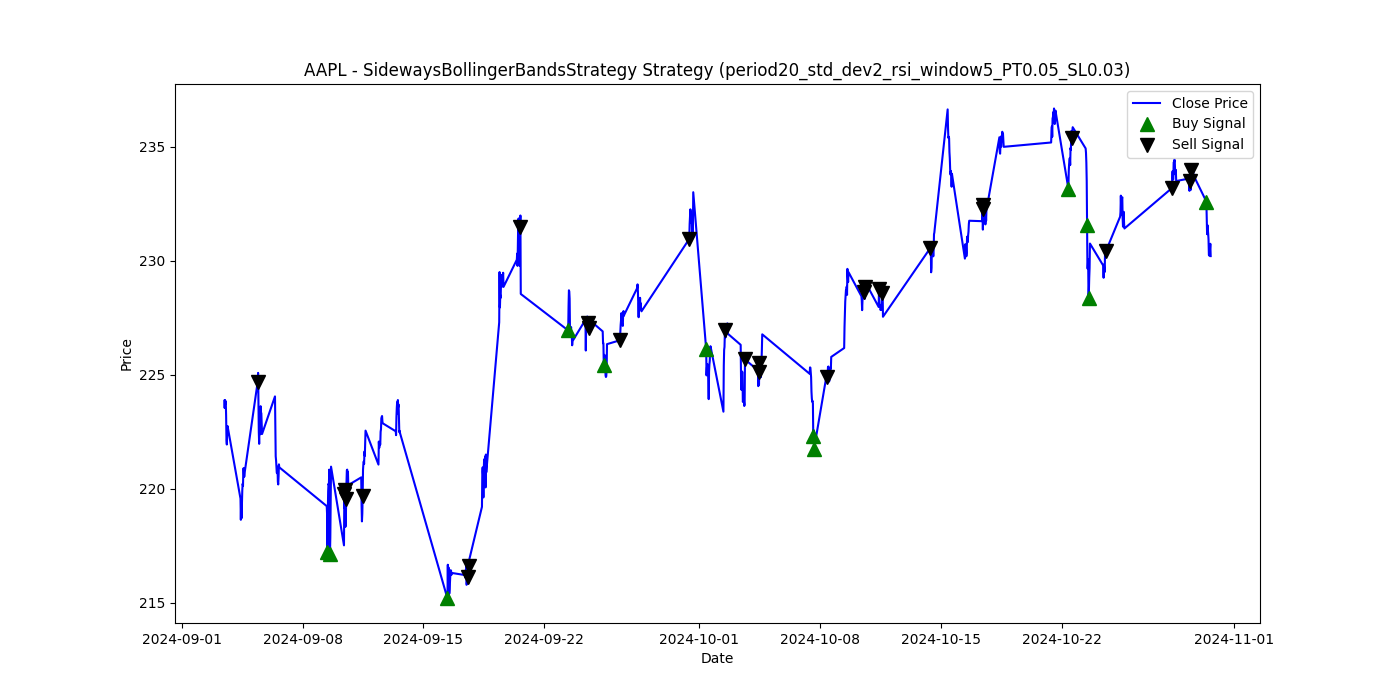 AAPL - SidewaysBollingerBandsStrategy Strategy (period20_std_dev2_rsi_window5_PT0.05_SL0.03)
Close Price
Buy Signal
Sell Signal
Price
235
230
225
220
215
2024-09-01 2024-09-08 2024-09-15 2024-09-22 2024-10-01 2024-10-08 2024-10-15 2024-10-22 2024-11-01
Date